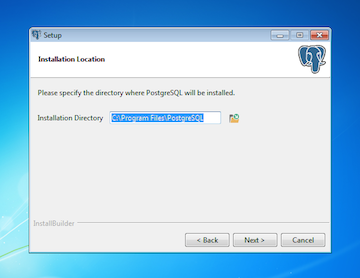 Setup
Installation Location
Please specify the directory where PostgreSQL will be installed.
Installation Directory C:\Program Files\PostgreSQL
InstallBuilder
< Back Next > Cancel